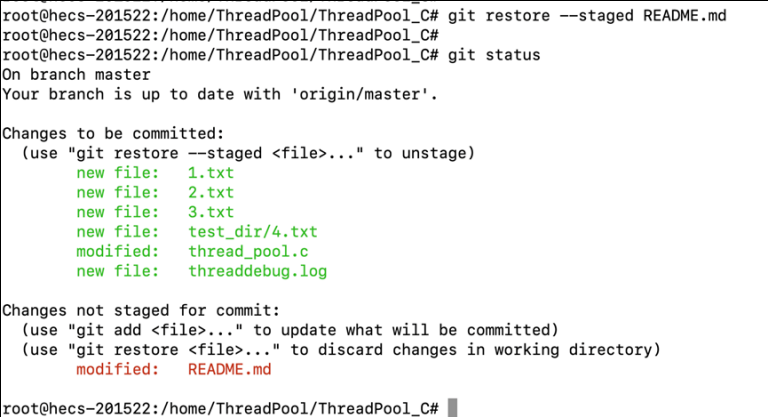 root@hecs-201522:/home/ThreadPool/ThreadPool_C# git restore --staged README.md
root@hecs-201522:/home/ThreadPool/ThreadPool_C#
root@hecs-201522:/home/ThreadPool/ThreadPool_C# git status
On branch master
Your branch is up to date with 'origin/master'.
Changes to be committed:
(use "git restore --staged <file>..." to unstage)
new file: 1.txt
new file: 2.txt
new file: 3.txt
new file: test_dir/4.txt
modified: thread_pool.c
new file: threaddebug.log
Changes not staged for commit:
(use "git add <file>..." to update what will be committed)
(use "git restore <file>..." to discard changes in working directory)
modified: README.md
root@hecs-201522:/home/ThreadPool/ThreadPool_C#